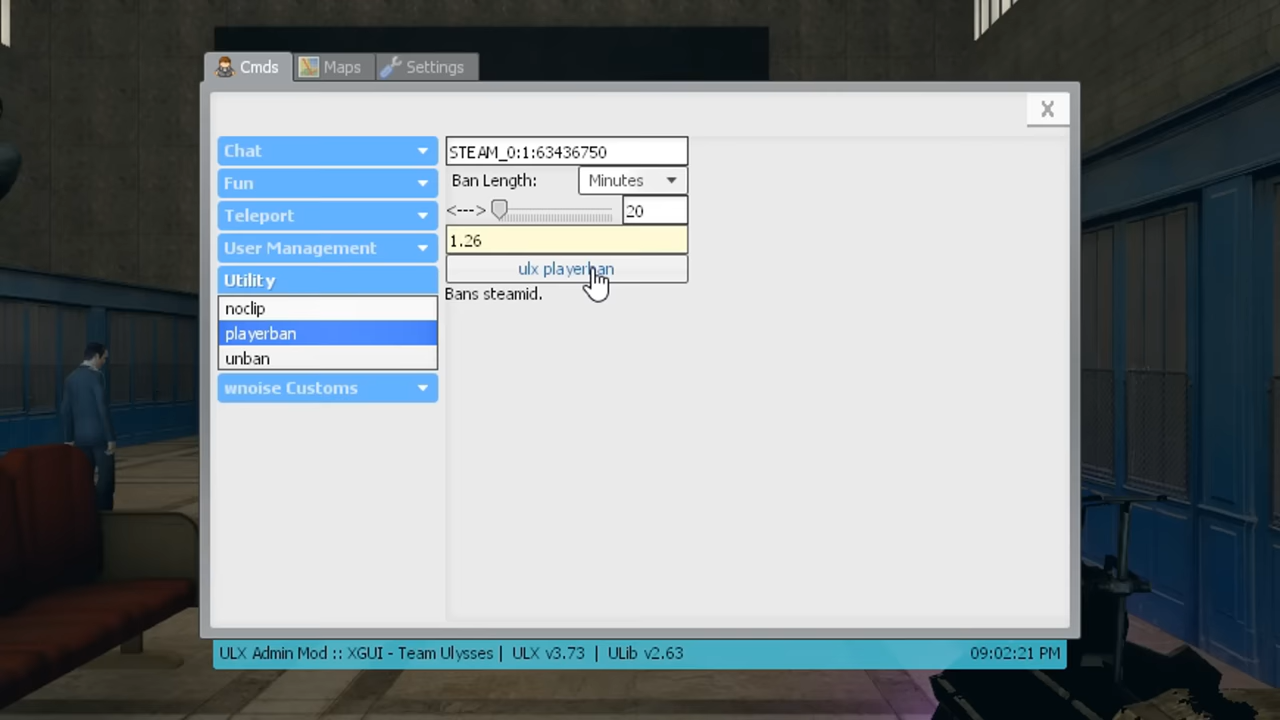 Cmds
Maps
Settings
X
Chat
Fun
Teleport
User Management
Utility
noclip
playerban
unban
wnoise Customs
STEAM_0:1:63436750
Ban Length:
Minutes
<--->
20
1.26
ulx playerban
Bans steamid.
ULX Admin Mod :: XGUI - Team Ulysses | ULX v3.73 | ULib v2.63
09:02:21 PM